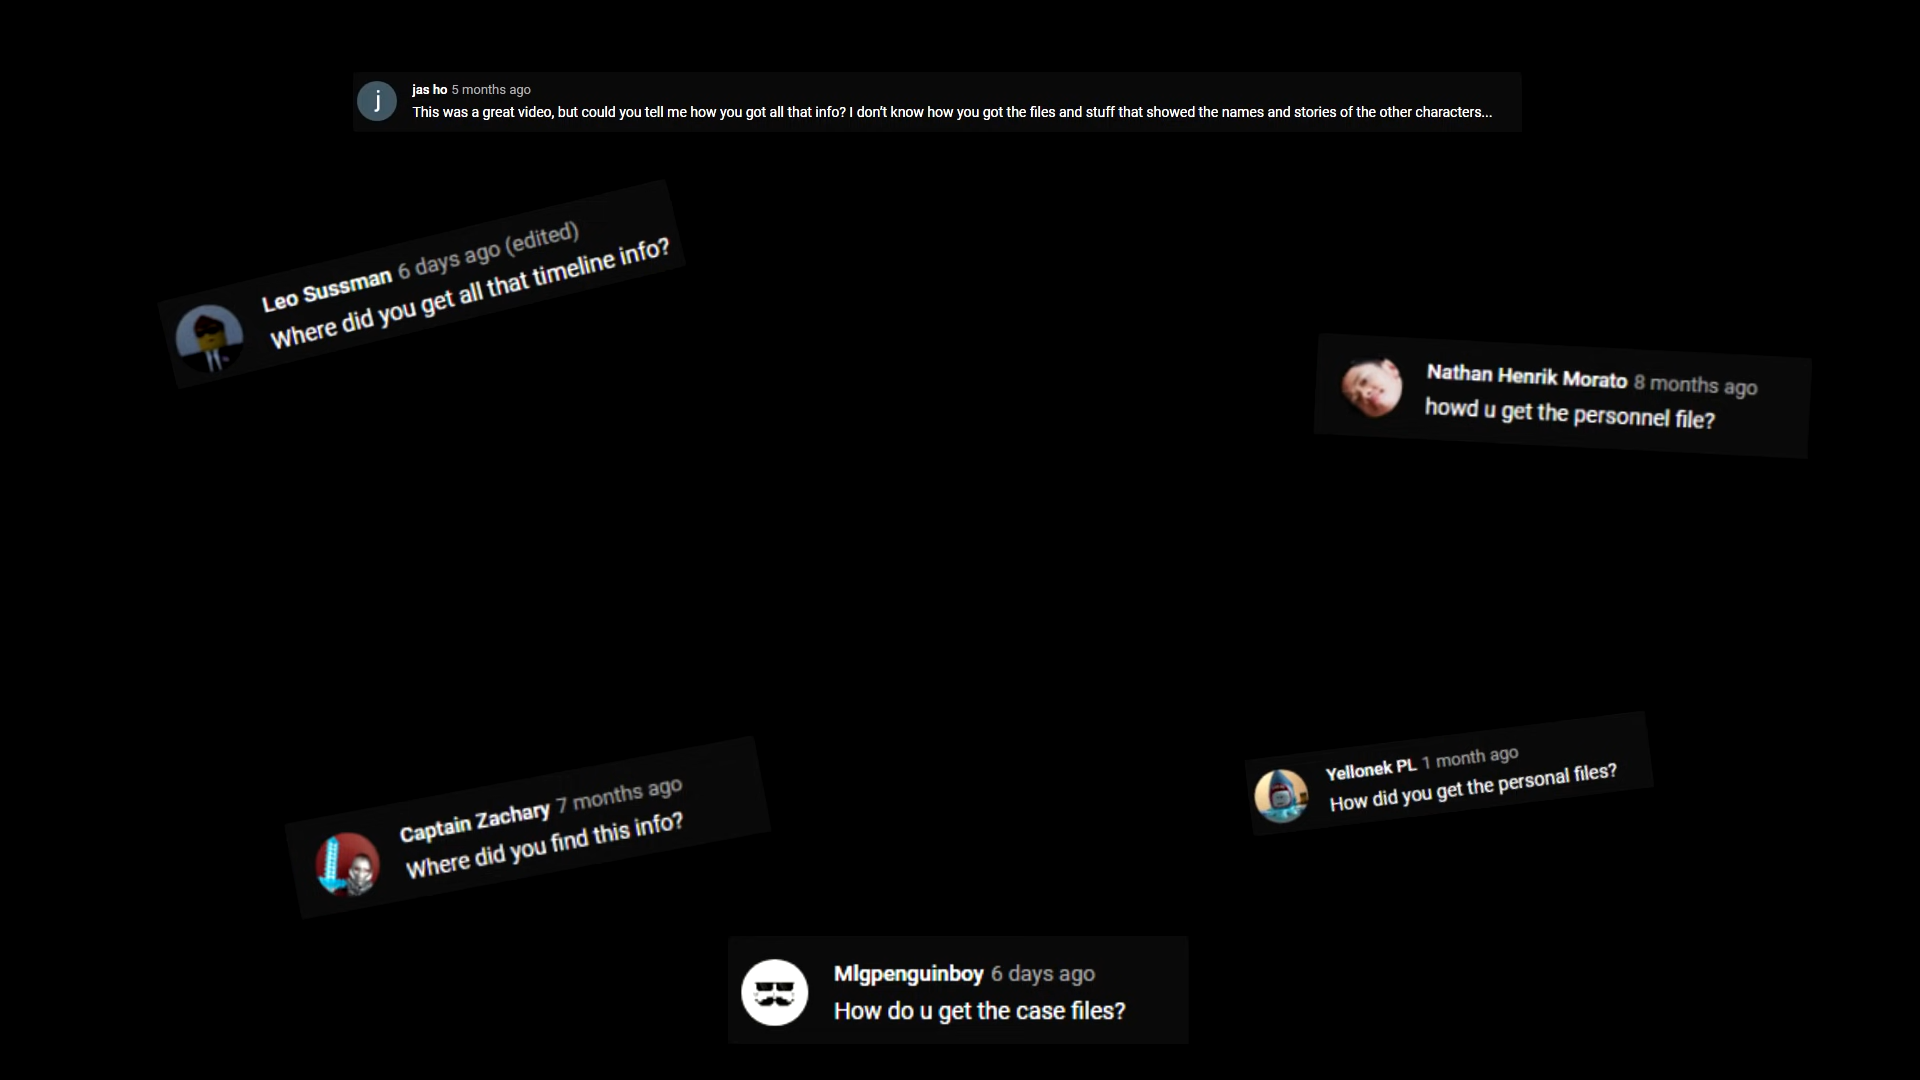 j
jas ho 5 months ago
This was a great video, but could you tell me how you got all that info? I don't know how you got the files and stuff that showed the names and stories of the other characters...
Leo Sussman 6 days ago (edited)
Where did you get all that timeline info?
Nathan Henrik Morato 8 months ago
howd u get the personnel file?
Captain Zachary 7 months ago
Where did you find this info?
Yellonek PL 1 month ago
How did you get the personal files?
Mlgpenguinboy 6 days ago
How do u get the case files?